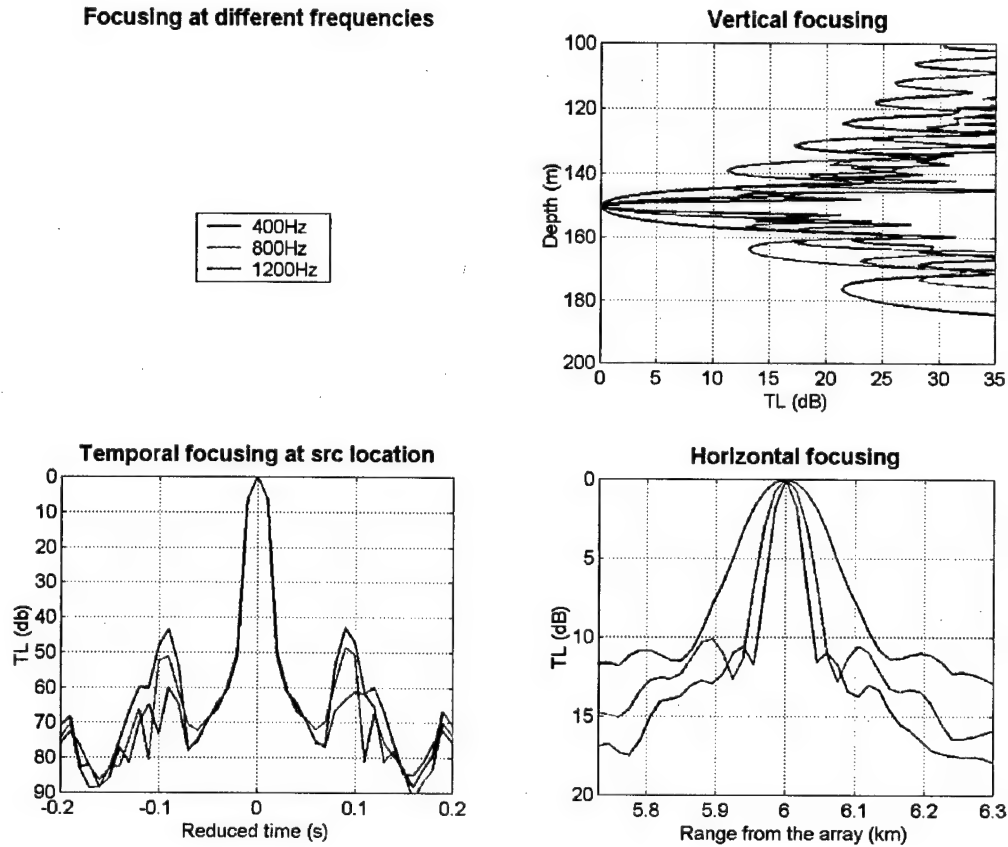 Focusing at different frequencies
400Hz
800Hz
1200Hz
Vertical focusing
100
120
140
160
180
200
Depth (m)
0 5 10 15 20 25 30 35
TL (dB)
Temporal focusing at src location
0
10
20
30
40
50
60
70
80
90
TL (db)
-0.2 -0.1 0 0.1 0.2
Reduced time (s)
Horizontal focusing
0
5
10
15
20
TL (dB)
5.8 5.9 6 6.1 6.2 6.3
Range from the array (km)